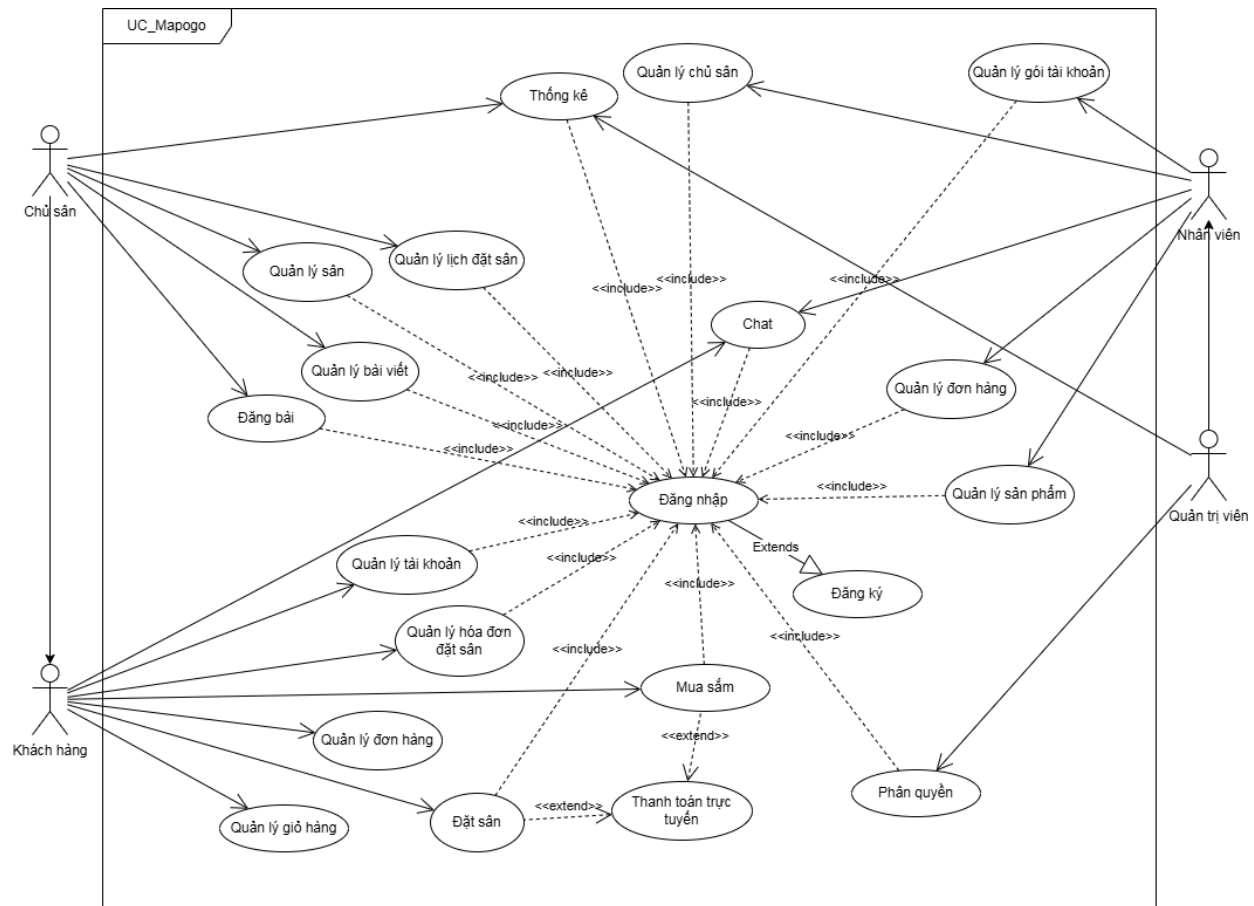 UC_Mapogo
Quản lý chủ sân
Quản lý gói tài khoản
Thống kê
Chủ sân
Nhân viên
Quản lý sân
Quản lý lịch đặt sân
<<include>>
<<include>>
<<include>>
Chat
Quản lý bài viết
<<include>>
<<include>>
Quản lý đơn hàng
Đăng bài
<<include>>
<<include>>
<<include>>
<<include>>
Đăng nhập
<<include>>
Quản lý sản phẩm
Quản trị viên
<<include>>
Extends
Quản lý tài khoản
<<include>>
<<include>>
Đăng ký
Quản lý hóa đơn
đặt sân
<<include>>
<<include>>
Mua sắm
Khách hàng
Quản lý đơn hàng
<<extend>>
Phân quyền
Quản lý giỏ hàng
Đặt sân
<<extend>>
Thanh toán trực
tuyến